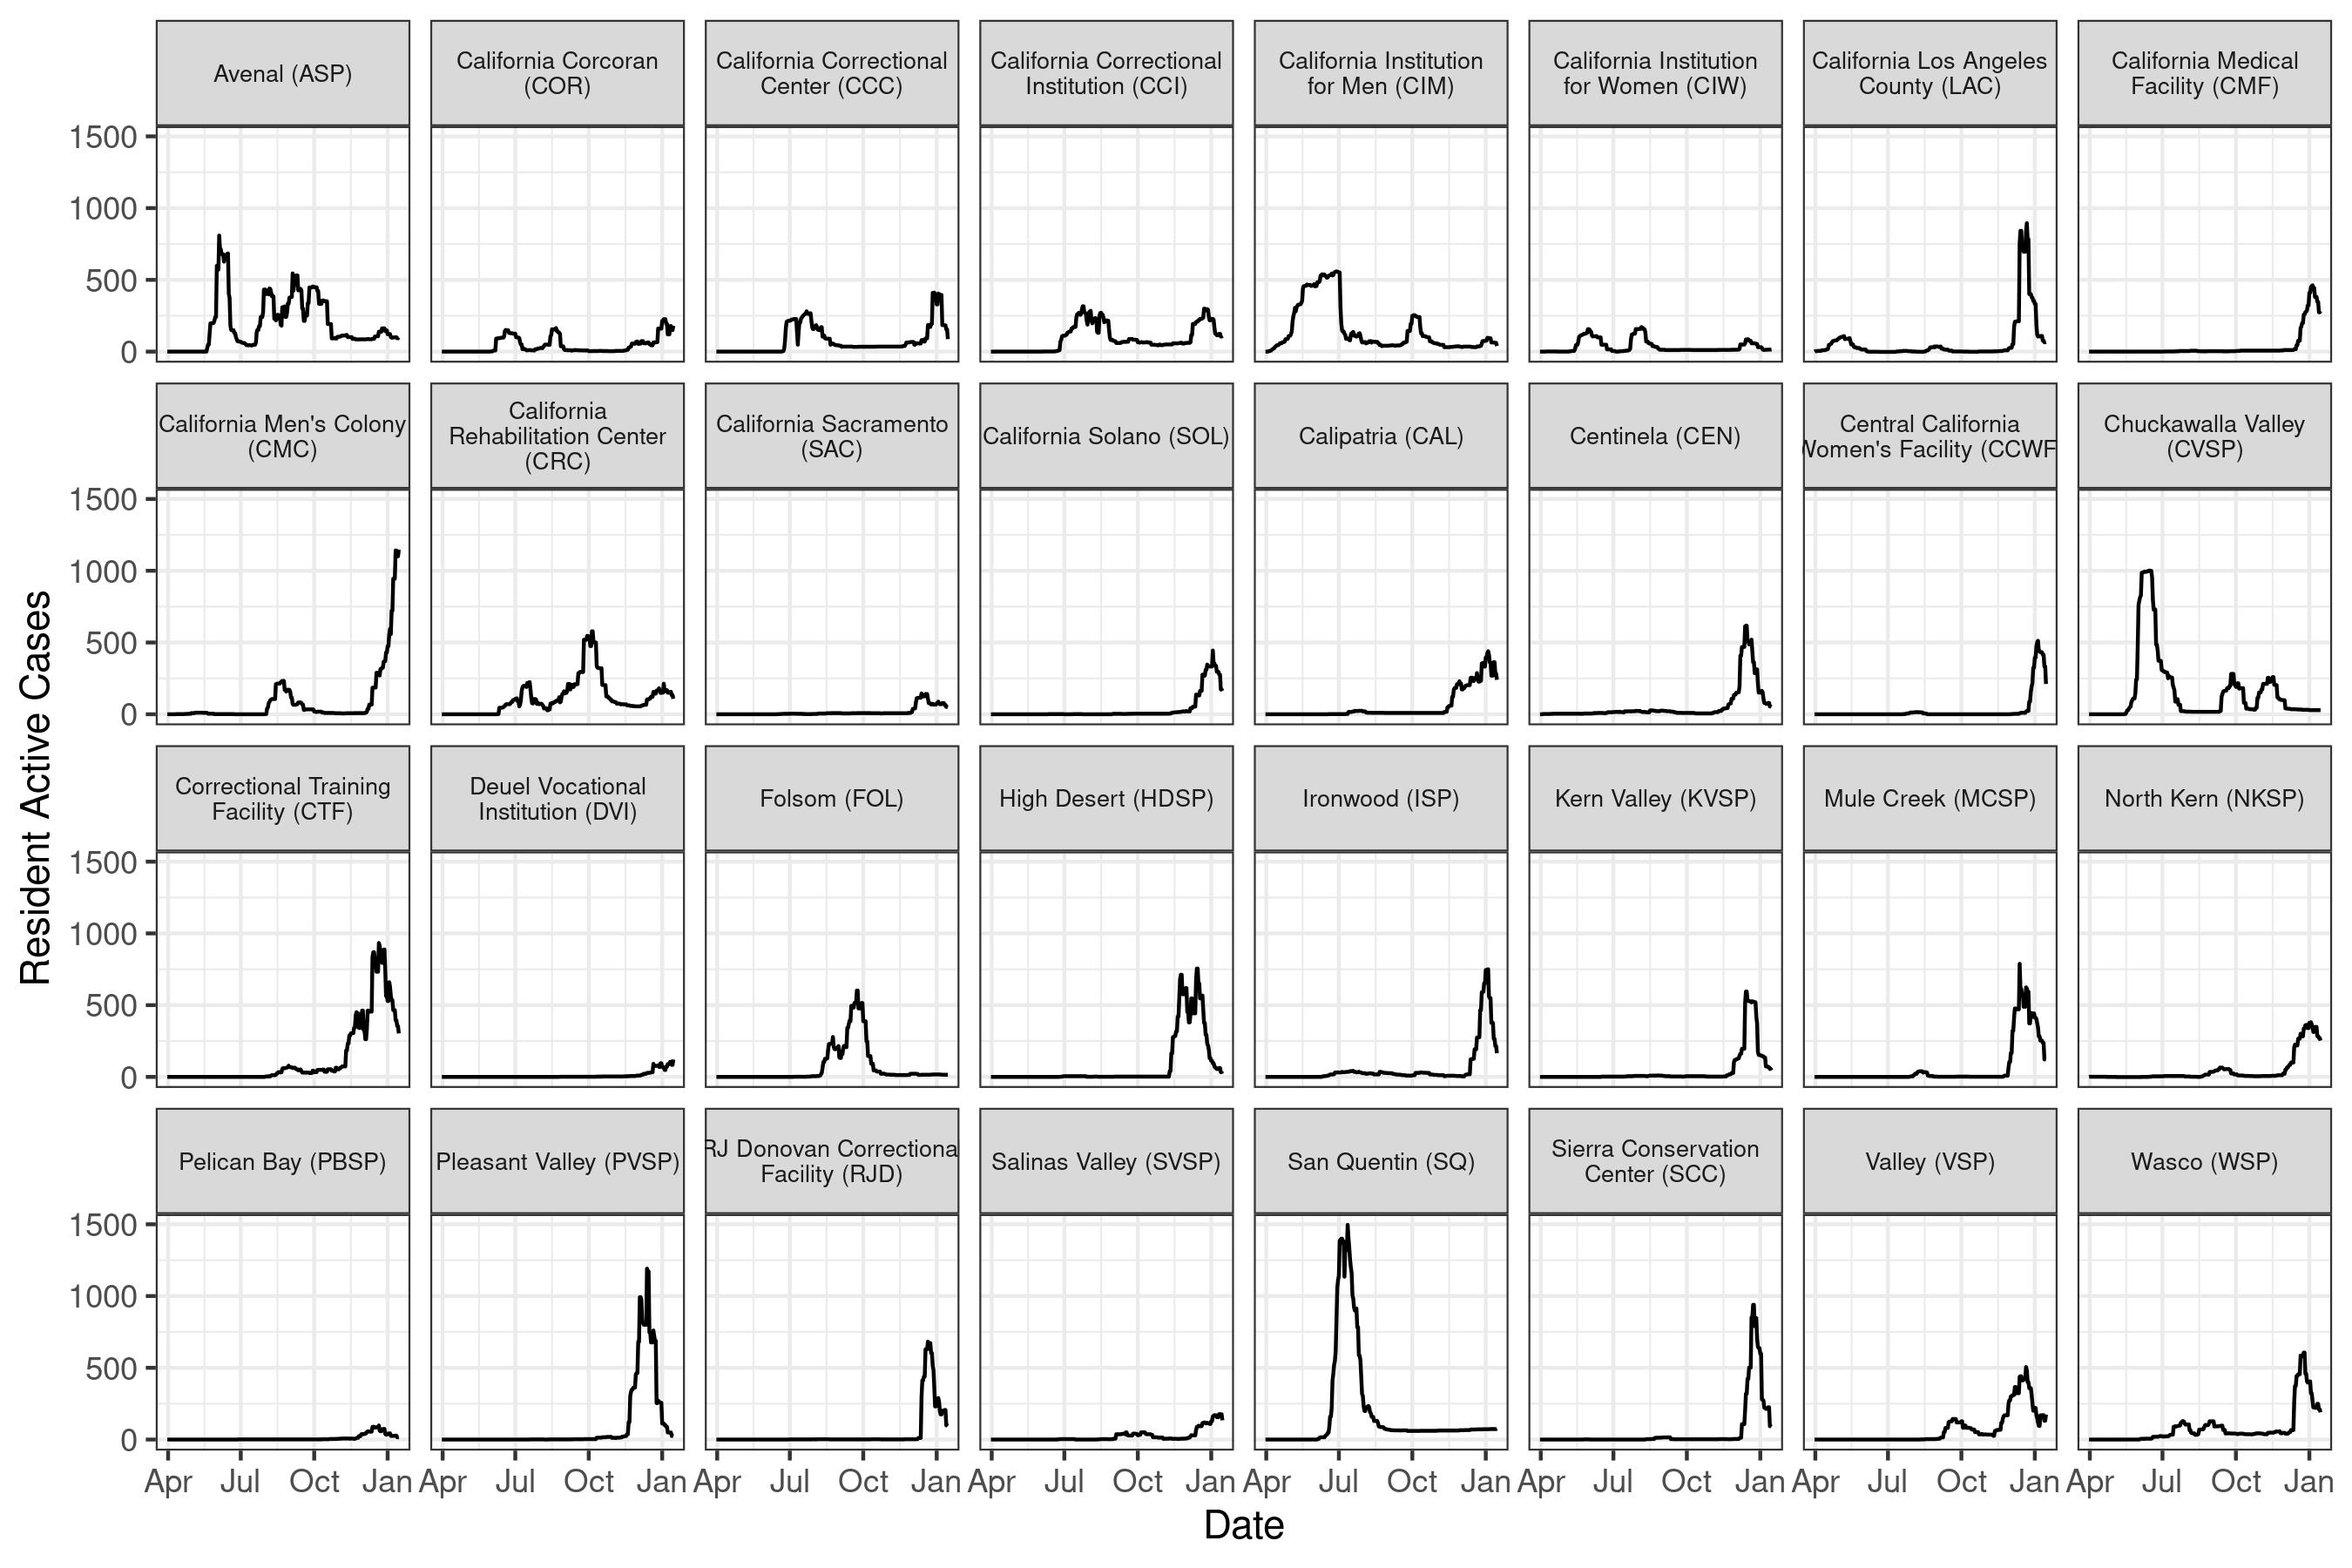 Avenal (ASP)
California Corcoran
(COR)
California Correctional
Center (CCC)
California Correctional
Institution (CCI)
California Institution
for Men (CIM)
California Institution
for Women (CIW)
California Los Angeles
County (LAC)
California Medical
Facility (CMF)
1500
1000
500
0
California Men's Colony
(CMC)
California
Rehabilitation Center
(CRC)
California Sacramento
(SAC)
California Solano (SOL)
Calipatria (CAL)
Centinela (CEN)
Central California
Women's Facility (CCWF
Chuckawalla Valley
(CVSP)
1500
1000
500
0
Correctional Training
Facility (CTF)
Deuel Vocational
Institution (DVI)
Folsom (FOL)
High Desert (HDSP)
Ironwood (ISP)
Kern Valley (KVSP)
Mule Creek (MCSP)
North Kern (NKSP)
1500
1000
500
0
Pelican Bay (PBSP)
Pleasant Valley (PVSP)
RJ Donovan Correctiona
Facility (RJD)
Salinas Valley (SVSP)
San Quentin (SQ)
Sierra Conservation
Center (SCC)
Valley (VSP)
Wasco (WSP)
1500
1000
500
0
Apr Jul Oct Jan Apr Jul Oct Jan Apr Jul Oct Jan Apr Jul Oct Jan Apr Jul Oct Jan Apr Jul Oct Jan Apr Jul Oct Jan Apr Jul Oct Jan
Date
Resident Active Cases